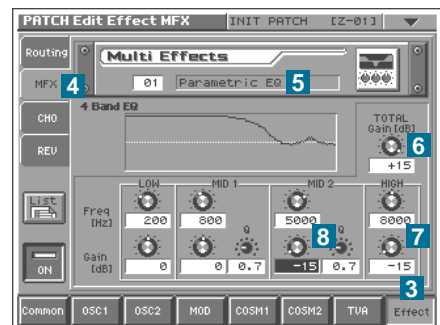 PATCH Edit Effect MFX INIT PATCH [Z-01]
Routing
Multi Effects
MFX 4 01 Parametric EQ 5
4 Band EQ
CHO
TOTAL
Gain [dB]
6
REV
+15
LOW MID 1 MID 2 HIGH
List
Freq
[Hz]
200 800 5000 8000
Q Q
8 7
Gain
[dB]
ON
0 0 0.7 -15 0.7 -15
3
Common OSC1 OSC2 MOD COSM1 COSM2 TVA Effect